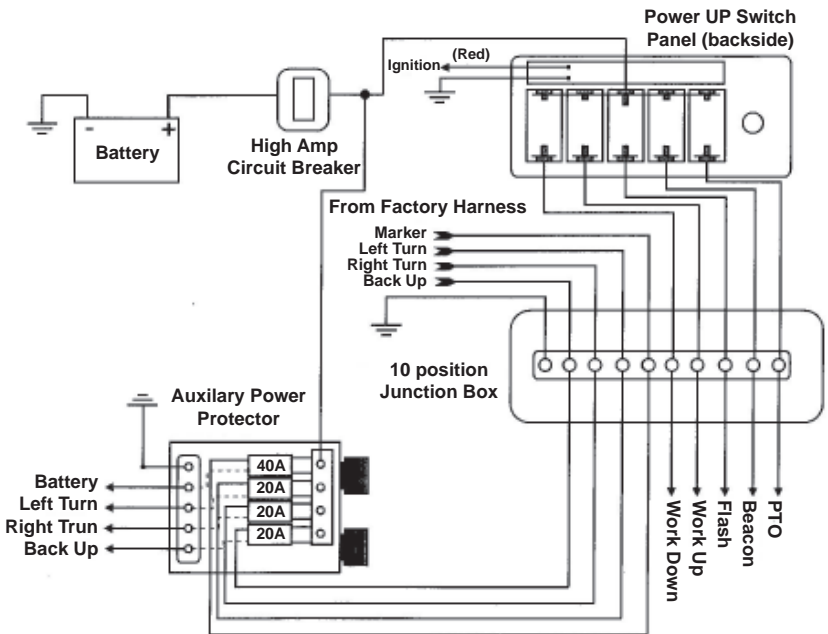 Power UP Switch
Panel (backside)
(Red)
Ignition
-
+
Battery
High Amp
Circuit Breaker
From Factory Harness
Marker
Left Turn
Right Turn
Back Up
10 position
Junction Box
Auxilary Power
Protector
40A
20A
20A
20A
Battery
Left Turn
Right Trun
Back Up
Work Down
Work Up
Flash
Beacon
PTO